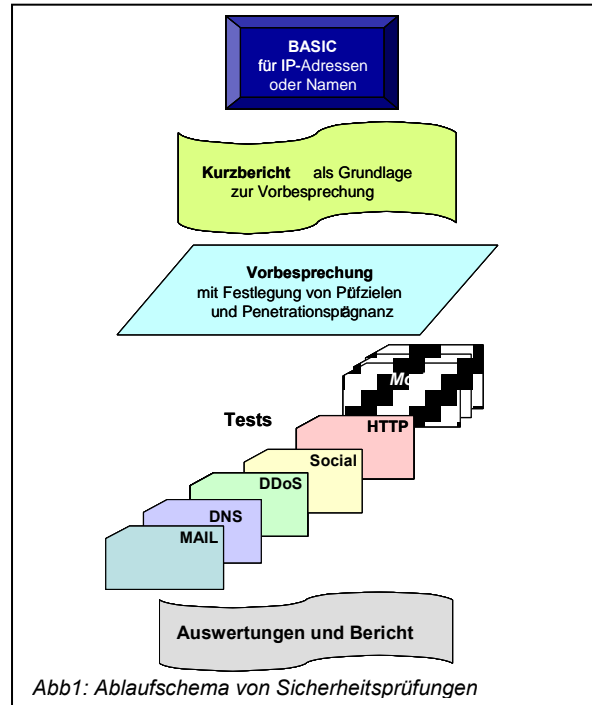 BASIC
für IP-Adressen
oder Namen
Kurzbericht als Grundlage
zur Vorbesprechung
Vorbesprechung
mit Festlegung von Püfzielen
und Penetrationsprägnanz
Tests
HTTP
Social
DDoS
DNS
MAIL
Auswertungen und Bericht
Abb1: Ablaufschema von Sicherheitsprüfungen